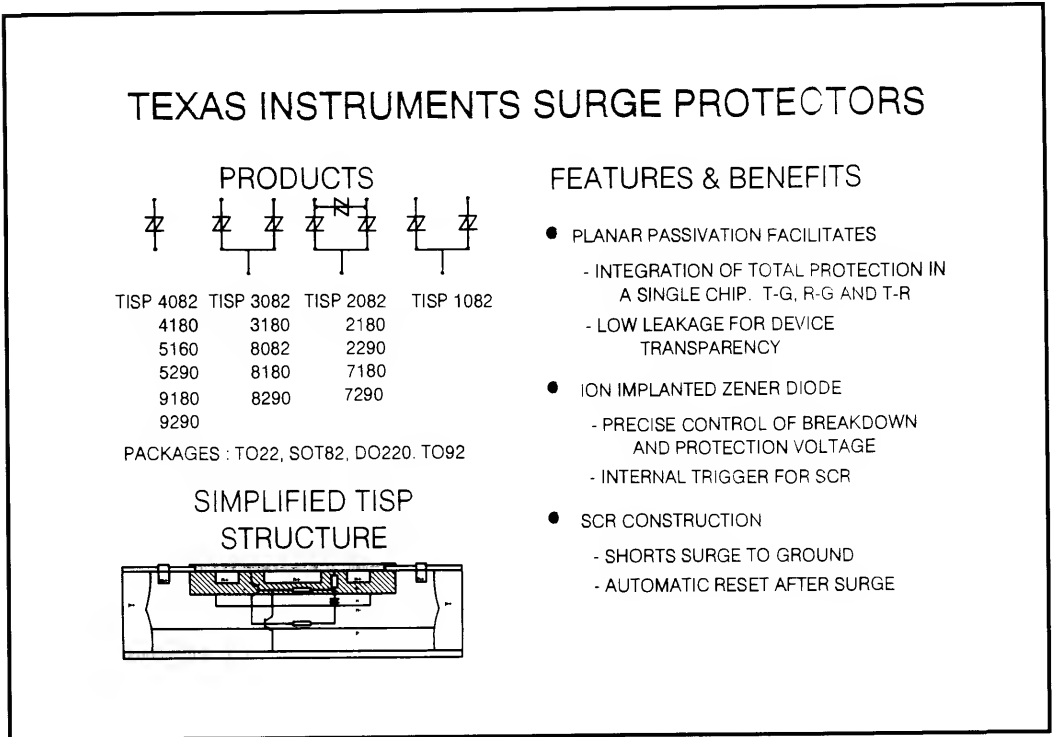 TEXAS INSTRUMENTS SURGE PROTECTORS
PRODUCTS
TISP 4082 TISP 3082 TISP 2082 TISP 1082
4180 3180 2180
5160 8082 2290
5290 8180 7180
9180 8290 7290
9290
PACKAGES : TO22, SOT82, DO220. TO92
SIMPLIFIED TISP
STRUCTURE
FEATURES & BENEFITS
● PLANAR PASSIVATION FACILITATES
- INTEGRATION OF TOTAL PROTECTION IN
A SINGLE CHIP. T-G, R-G AND T-R
- LOW LEAKAGE FOR DEVICE
TRANSPARENCY
● ION IMPLANTED ZENER DIODE
- PRECISE CONTROL OF BREAKDOWN
AND PROTECTION VOLTAGE
- INTERNAL TRIGGER FOR SCR
● SCR CONSTRUCTION
- SHORTS SURGE TO GROUND
- AUTOMATIC RESET AFTER SURGE